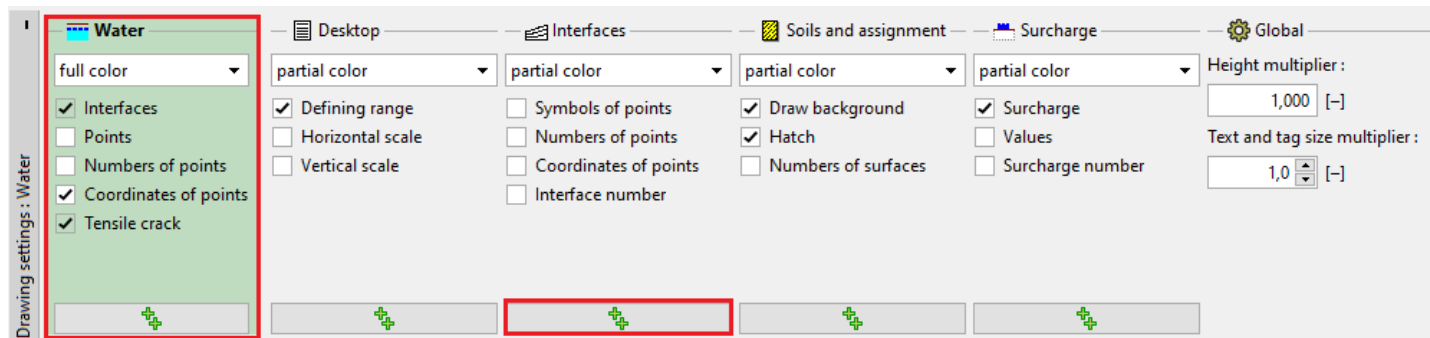 Drawing settings : Water
Water
full color
Interfaces
Points
Numbers of points
Coordinates of points
Tensile crack
Desktop
partial color
Defining range
Horizontal scale
Vertical scale
Interfaces
partial color
Symbols of points
Numbers of points
Coordinates of points
Interface number
Soils and assignment
partial color
Draw background
Hatch
Numbers of surfaces
Surcharge
partial color
Surcharge
Values
Surcharge number
Global
Height multiplier :
1,000 [–]
Text and tag size multiplier :
1,0 [–]